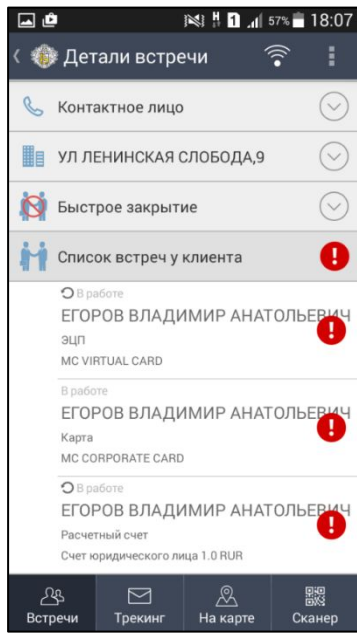 1 57% 18:07
Детали встречи
Контактное лицо
УЛ ЛЕНИНСКАЯ СЛОБОДА,9
Быстрое закрытие
Список встреч у клиента
В работе
ЕГОРОВ ВЛАДИМИР АНАТОЛЬЕВИЧ
ЭЦП
MC VIRTUAL CARD
В работе
ЕГОРОВ ВЛАДИМИР АНАТОЛЬЕВИЧ
Карта
MC CORPORATE CARD
В работе
ЕГОРОВ ВЛАДИМИР АНАТОЛЬЕВИЧ
Расчетный счет
Счет юридического лица 1.0 RUR
Встречи Трекинг На карте Сканер